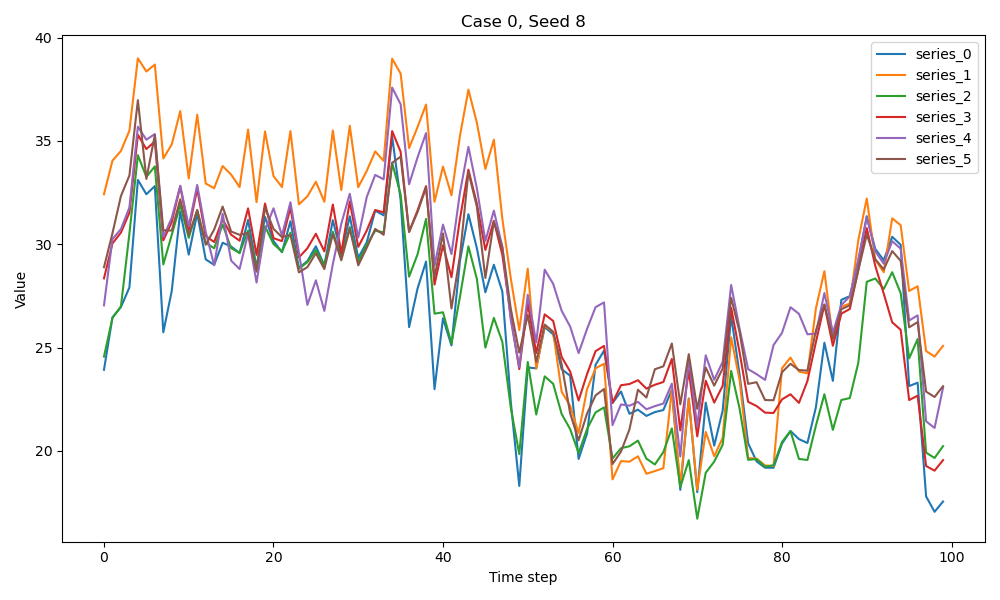 Case 0, Seed 8
Value
40
35
30
25
20
0
20
40
60
80
100
Time step
series_0
series_1
series_2
series_3
series_4
series_5